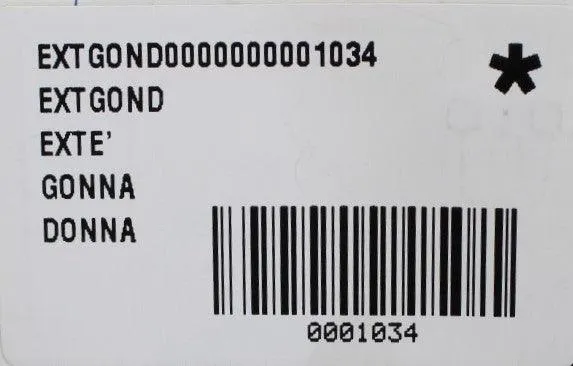 EXTGOND0000000001034
*
EXTGOND
EXTE'
GONNA
DONNA
0001034